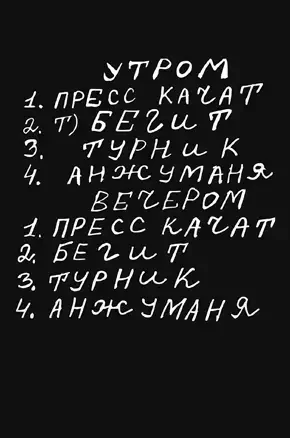 УТРОМ
1. ПРЕСС КАЧАТ
2. Т) БЕГИТ
3. ТУРНИК
4. АНЖУМАНЯ
ВЕЧЕРОМ
1. ПРЕСС КАЧАТ
2. БЕГИТ
3. ТУРНИК
4. АНЖУМАНЯ